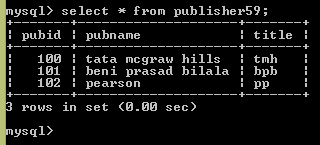 mysql> select * from publisher59;
+-------+---------------------+-------+
| pubid | pubname             | title |
+-------+---------------------+-------+
|   100 | tata mcgraw hills   | tmh   |
|   101 | beni prasad bilala  | bpb   |
|   102 | pearson             | pp    |
+-------+---------------------+-------+
3 rows in set (0.00 sec)
mysql>